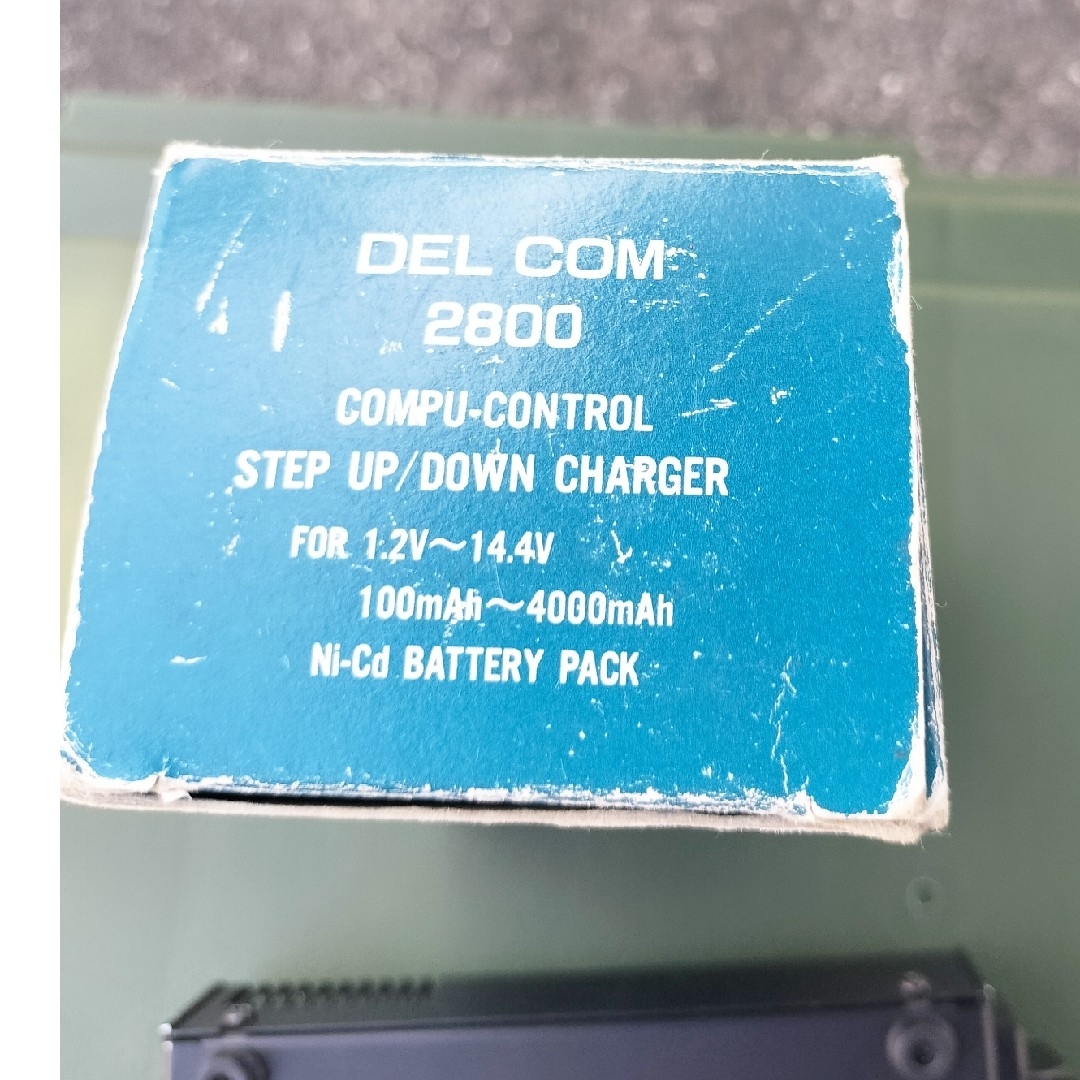 DEL COM
2800
COMPU-CONTROL
STEP UP/DOWN CHARGER
FOR 1.2V～14.4V
100mAh～4000mAh
Ni-Cd BATTERY PACK